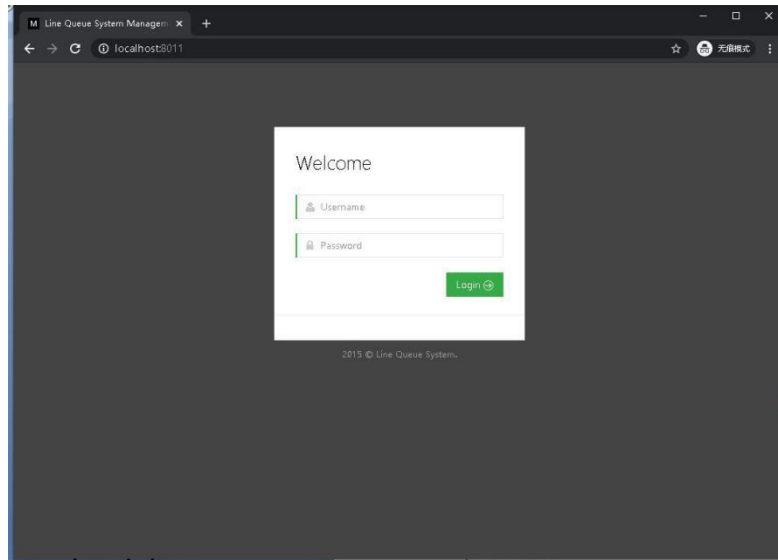 M Line Queue System Managem
localhost:8011
无痕模式
Welcome
Username
Password
Login
2015 © Line Queue System.